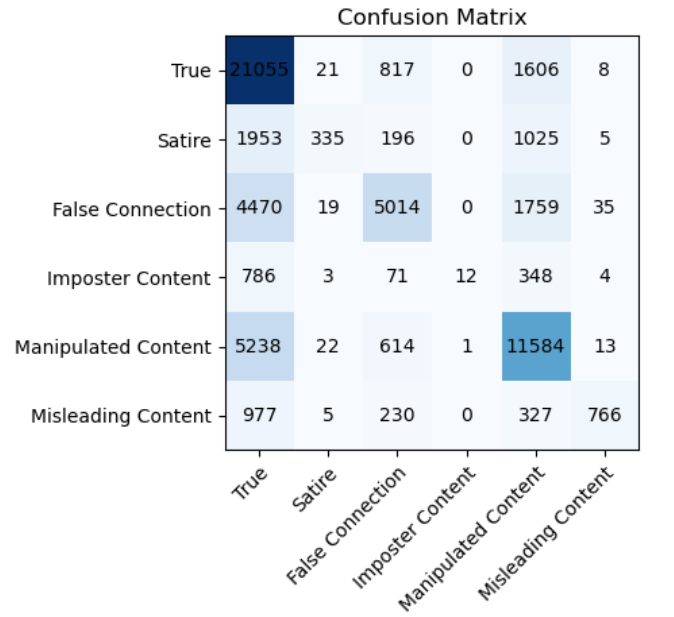 Confusion Matrix
True 21055 21 817 0 1606 8
Satire 1953 335 196 0 1025 5
False Connection 4470 19 5014 0 1759 35
Imposter Content 786 3 71 12 348 4
Manipulated Content 5238 22 614 1 11584 13
Misleading Content 977 5 230 0 327 766
True
Satire
False Connection
Imposter Content
Manipulated Content
Misleading Content